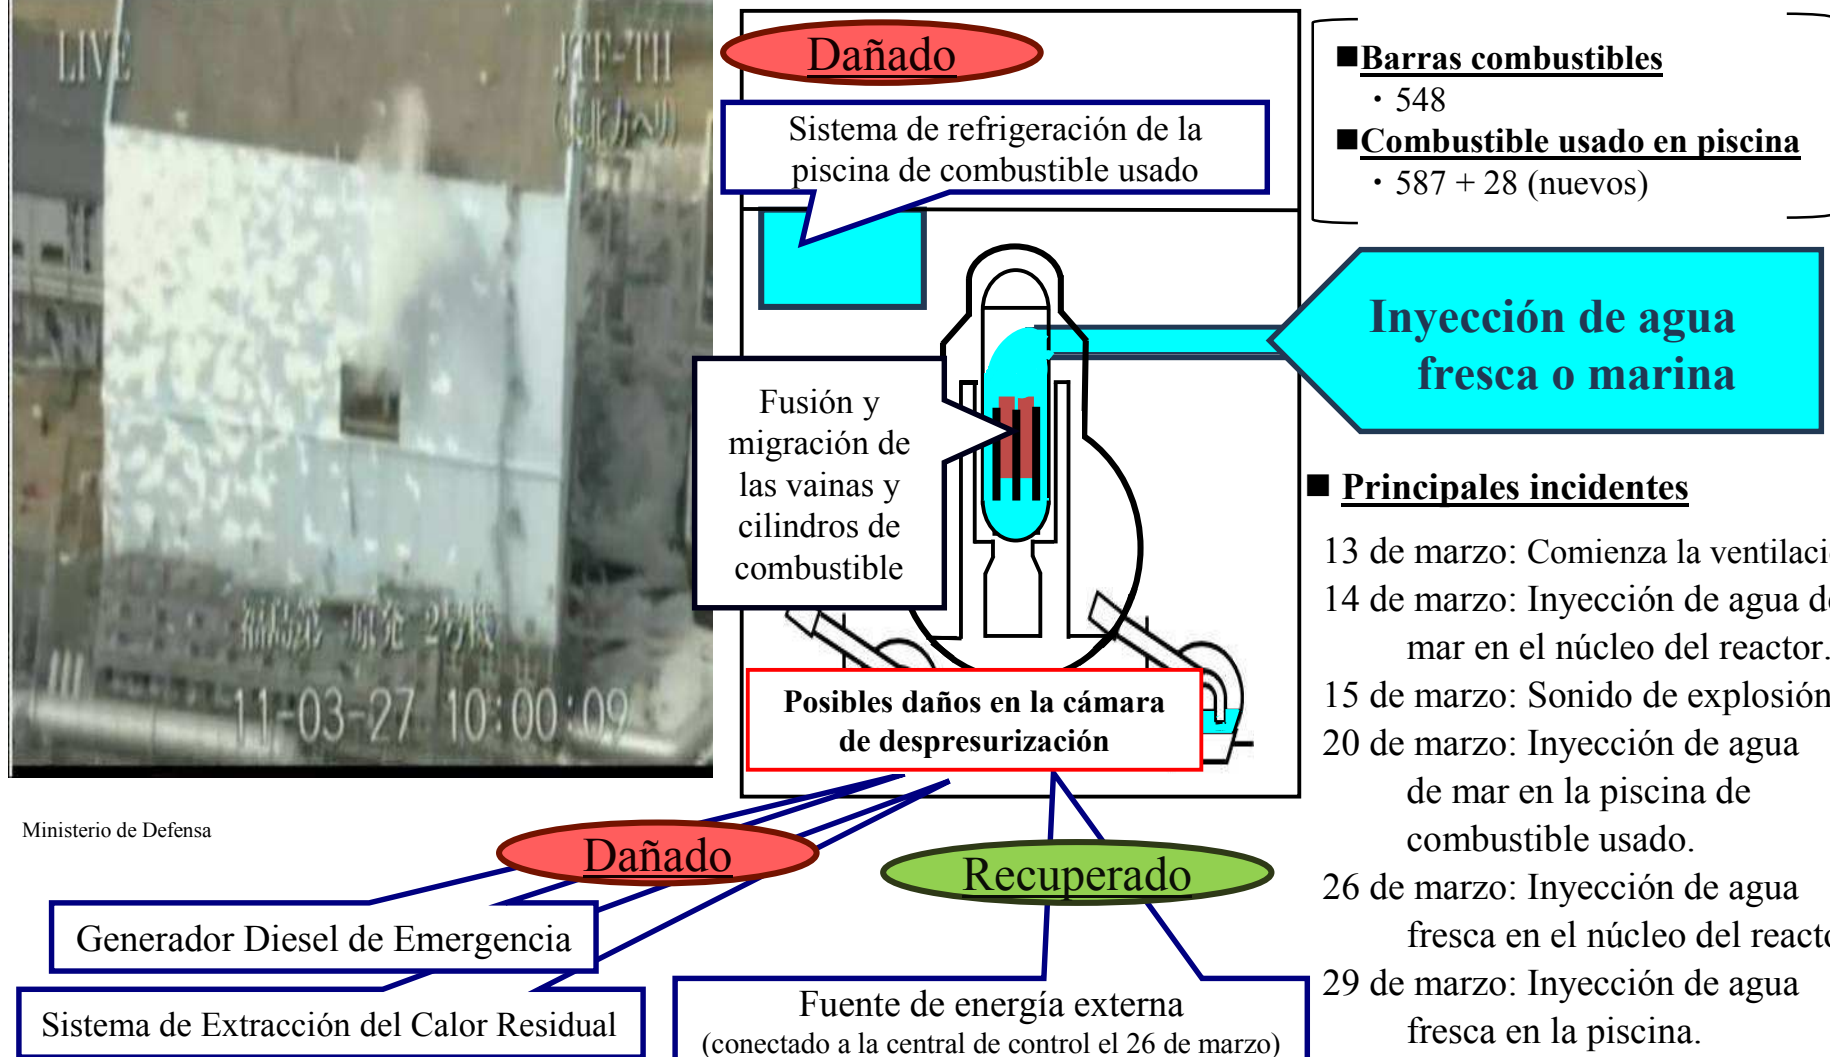 LIVE
JTF-TH
11-03-27 10:00:09
Ministerio de Defensa
Dañado
Sistema de refrigeración de la
piscina de combustible usado
Fusión y
migración de
las vainas y
cilindros de
combustible
Posibles daños en la cámara
de despresurización
Dañado
Generador Diesel de Emergencia
Sistema de Extracción del Calor Residual
Recuperado
Fuente de energía externa
(conectado a la central de control el 26 de marzo)
■Barras combustibles
・548
■Combustible usado en piscina
・587 + 28 (nuevos)
Inyección de agua
fresca o marina
■ Principales incidentes
13 de marzo: Comienza la
14 de marzo: Inyección de agua
mar en el núcleo del reactor.
15 de marzo: Sonido de explosión
20 de marzo: Inyección de agua
de mar en la piscina de
combustible usado.
26 de marzo: Inyección de agua
fresca en el núcleo del
29 de marzo: Inyección de agua
fresca en la piscina.